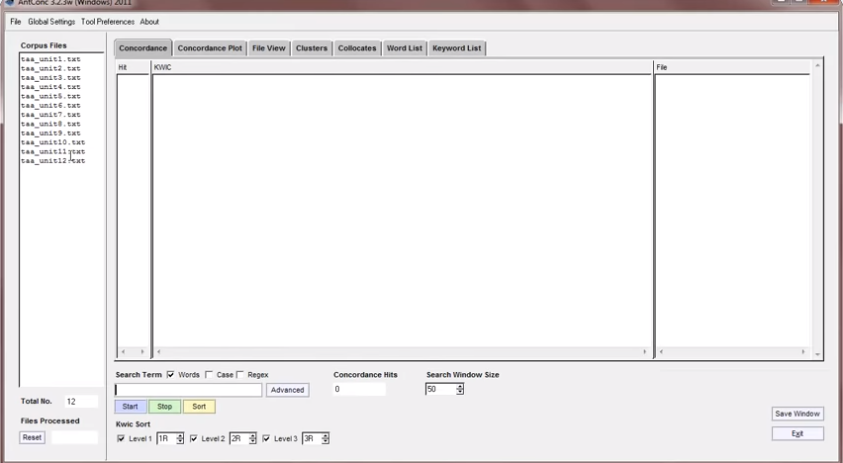 AntConc 3.2.3w (Windows) 2011
File Global Settings Tool Preferences About
Corpus Files
taa_unit1.txt
taa_unit2.txt
taa_unit3.txt
taa_unit4.txt
taa_unit5.txt
taa_unit6.txt
taa_unit7.txt
taa_unit8.txt
taa_unit9.txt
taa_unit10.txt
taa_unit11.txt
taa_unit12.txt
Concordance Concordance Plot File View Clusters Collocates Word List Keyword List
Hit KWIC File
Search Term Words Case Regex Concordance Hits Search Window Size
Advanced 0 50
Total No. 12
Start Stop Sort
Files Processed
Kwic Sort
Reset Level 1 1R Level 2 2R Level 3 3R
Save Window
Exit